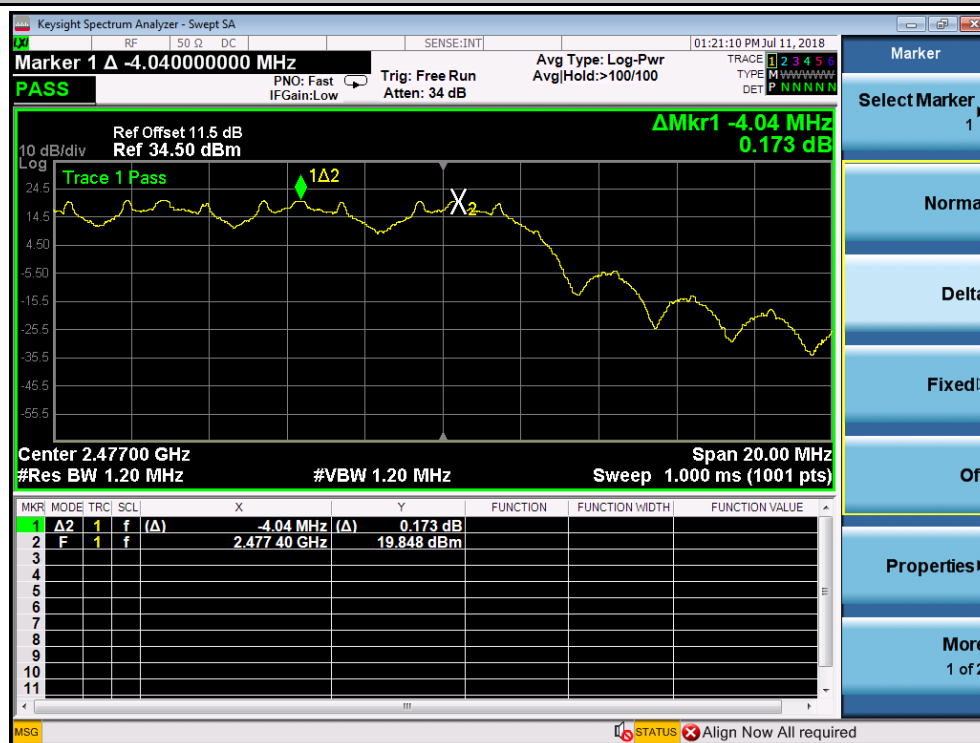 Keysight Spectrum Analyzer - Swept SA
LXI RF 50 Ω DC SENSE:INT 01:21:10 PM Jul 11, 2018
Marker 1 Δ -4.040000000 MHz
PASS
PNO: Fast
IFGain:Low
Trig: Free Run
Atten: 34 dB
Avg Type: Log-Pwr
Avg|Hold:>100/100
TRACE 1 2 3 4 5 6
TYPE M WWWWW
DET P N N N N N
ΔMkr1 -4.04 MHz
0.173 dB
Ref Offset 11.5 dB
10 dB/div Ref 34.50 dBm
Log
Trace 1 Pass
1Δ2
2
24.5
14.5
4.50
-5.50
-15.5
-25.5
-35.5
-45.5
-55.5
Center 2.47700 GHz Span 20.00 MHz
#Res BW 1.20 MHz #VBW 1.20 MHz Sweep 1.000 ms (1001 pts)
MKR MODE TRC SCL X Y FUNCTION FUNCTION WIDTH FUNCTION VALUE
1 Δ2 1 f (Δ) -4.04 MHz (Δ) 0.173 dB
2 F 1 f 2.477 40 GHz 19.848 dBm
3
4
5
6
7
8
9
10
11
MSG STATUS Align Now All required
Marker
Select Marker
1
Norma
Delta
Fixed
Of
Properties
More
1 of 2